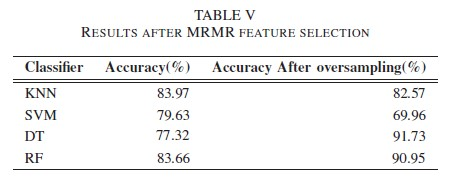 TABLE V
RESULTS AFTER MRMR FEATURE SELECTION
Classifier Accuracy(%) Accuracy After oversampling(%)
KNN 83.97 82.57
SVM 79.63 69.96
DT 77.32 91.73
RF 83.66 90.95